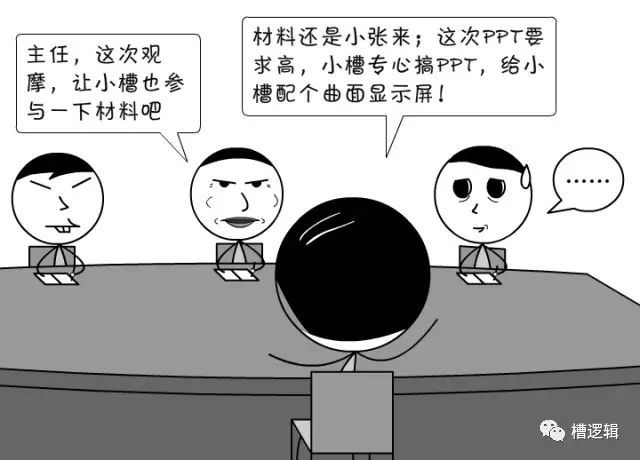 主任，这次观
摩，让小槽也参
与一下材料吧
材料还是小张来；这次PPT要
求高，小槽专心搞PPT，给小
槽配个曲面显示屏！
……
槽逻辑